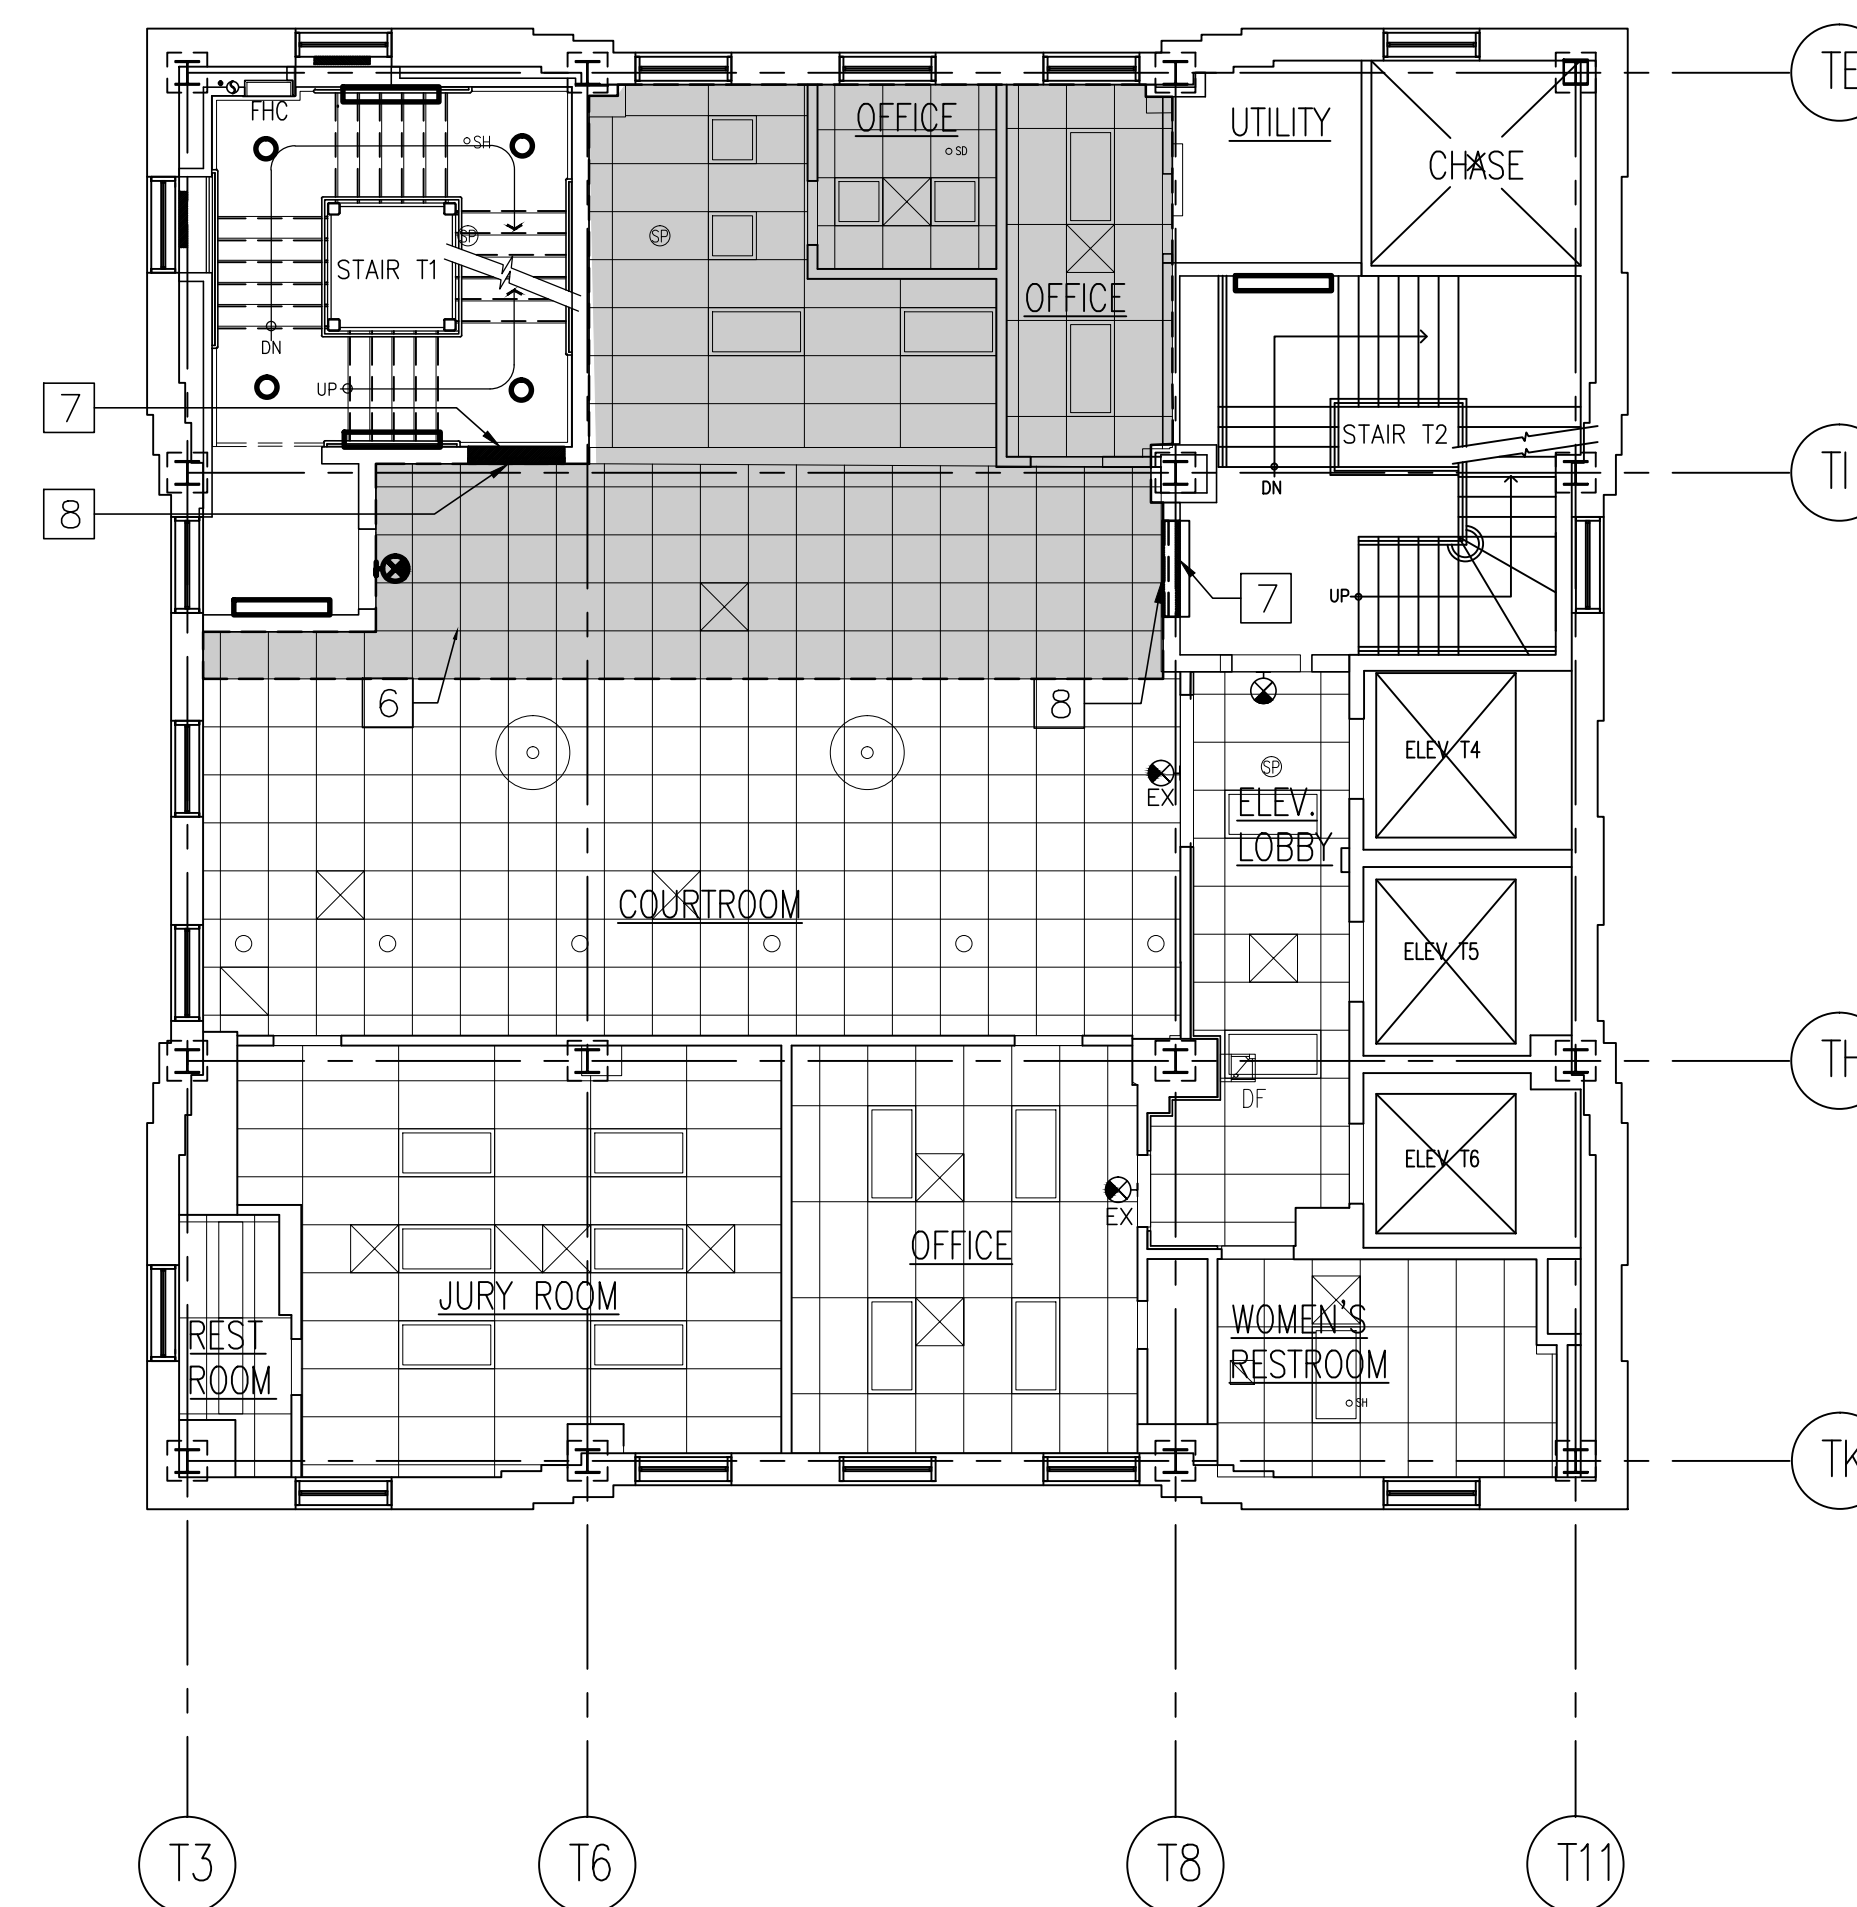 TE
FHC
SH
OFFICE
SD
UTILITY
CHASE
SP
SP
STAIR T1
OFFICE
DN
UP
7
STAIR T2
8
DN
7
UP
6
8
ELEV T4
SP
EX
ELEV.
LOBBY
COURTROOM
ELEV T5
DF
ELEV T6
EX
OFFICE
JURY ROOM
REST
ROOM
WOMEN'S
RESTROOM
SH
T3
T6
T8
T11